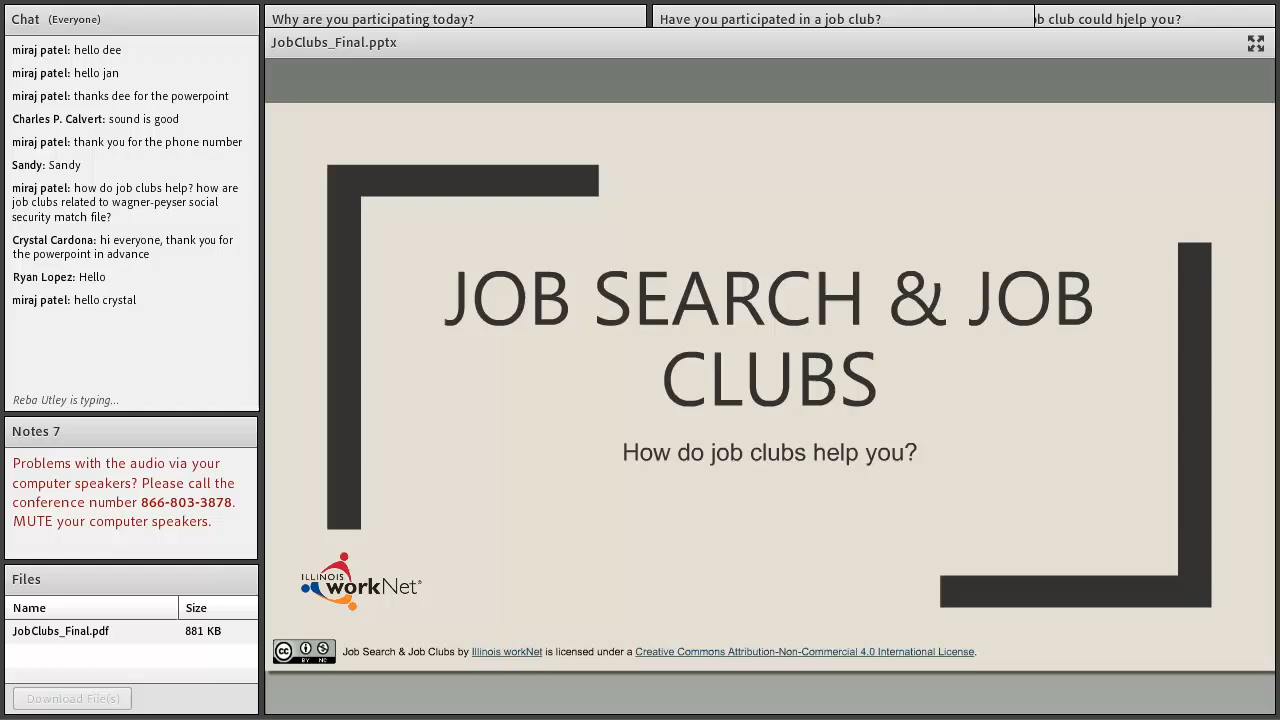 Chat (Everyone)
miraj patel: hello dee
miraj patel: hello jan
miraj patel: thanks dee for the powerpoint
Charles P. Calvert: sound is good
miraj patel: thank you for the phone number
Sandy: Sandy
miraj patel: how do job clubs help? how are
job clubs related to wagner-peyser social
security match file?
Crystal Cardona: hi everyone, thank you for
the powerpoint in advance
Ryan Lopez: Hello
miraj patel: hello crystal
Reba Utley is typing...
Notes 7
Problems with the audio via your
computer speakers? Please call the
conference number 866-803-3878.
MUTE your computer speakers.
Files
Name Size
JobClubs_Final.pdf 881 KB
Download File(s)
Why are you participating today?
Have you participated in a job club?
club could hjelp you?
JobClubs_Final.pptx
JOB SEARCH & JOB
CLUBS
How do job clubs help you?
ILLINOIS
workNet®
cc BY NC
Job Search & Job Clubs by Illinois workNet is licensed under a Creative Commons Attribution-Non-Commercial 4.0 International License.